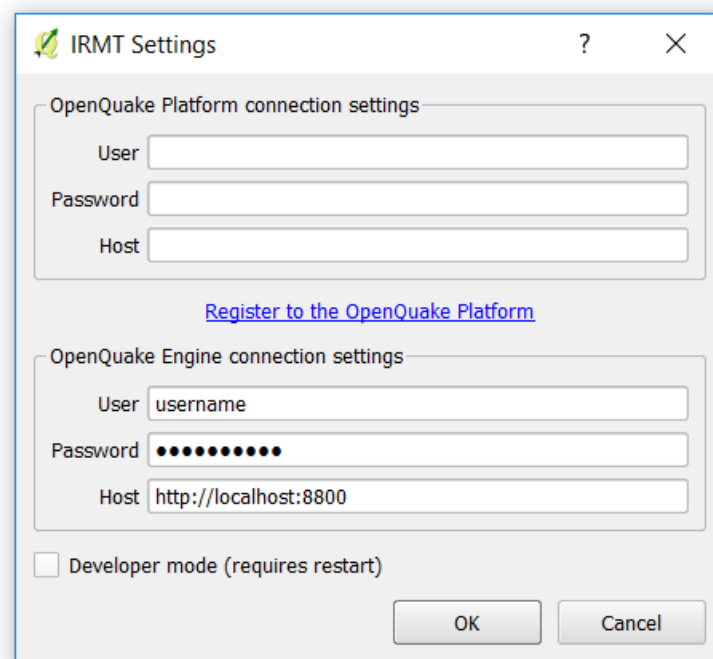 IRMT Settings ?
OpenQuake Platform connection settings
User
Password
Host
Register to the OpenQuake Platform
OpenQuake Engine connection settings
User username
Password ●●●●●●●●●●
Host http://localhost:8800
Developer mode (requires restart)
OK Cancel